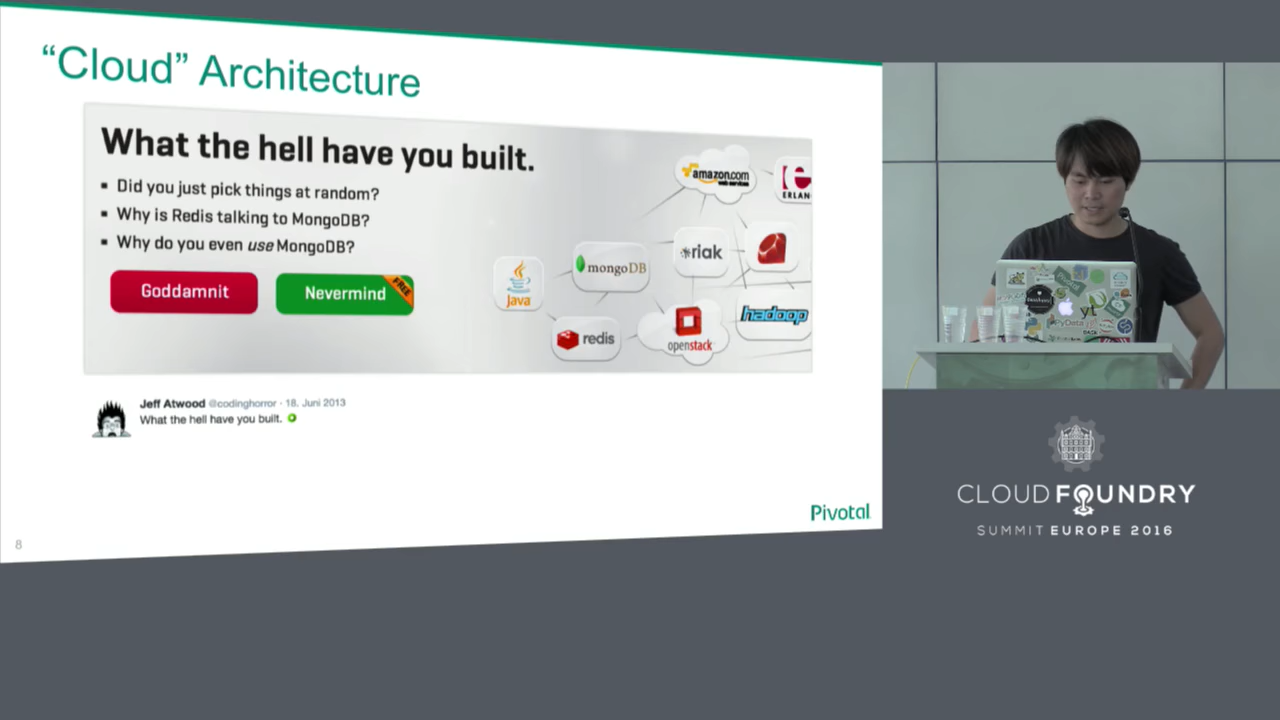 “Cloud” Architecture
What the hell have you built.
▪ Did you just pick things at random?
▪ Why is Redis talking to MongoDB?
▪ Why do you even use MongoDB?
Goddamnit
Nevermind
FREE
amazon.com
web services
ERLAN
riak
mongoDB
Java
redis
openstack
hadoop
Jeff Atwood @codinghorror · 18. Juni 2013
What the hell have you built.
Pivotal
8
CLOUD FOUNDRY
SUMMIT EUROPE 2016